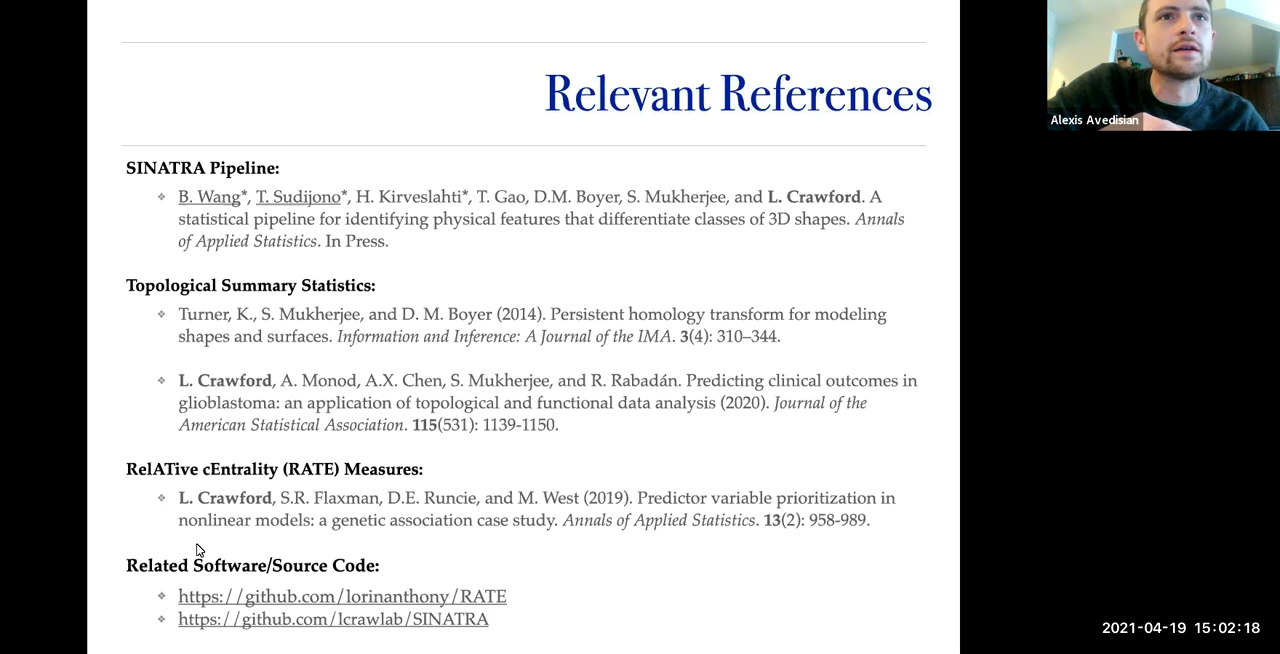 Relevant References
Alexis Avedisian
SINATRA Pipeline:
❖ B. Wang*, T. Sudijono*, H. Kirveslahti*, T. Gao, D.M. Boyer, S. Mukherjee, and L. Crawford. A
statistical pipeline for identifying physical features that differentiate classes of 3D shapes. Annals
of Applied Statistics. In Press.
Topological Summary Statistics:
❖ Turner, K., S. Mukherjee, and D. M. Boyer (2014). Persistent homology transform for modeling
shapes and surfaces. Information and Inference: A Journal of the IMA. 3(4): 310–344.
❖ L. Crawford, A. Monod, A.X. Chen, S. Mukherjee, and R. Rabadán. Predicting clinical outcomes in
glioblastoma: an application of topological and functional data analysis (2020). Journal of the
American Statistical Association. 115(531): 1139-1150.
RelATive cEntrality (RATE) Measures:
❖ L. Crawford, S.R. Flaxman, D.E. Runcie, and M. West (2019). Predictor variable prioritization in
nonlinear models: a genetic association case study. Annals of Applied Statistics. 13(2): 958-989.
Related Software/Source Code:
❖ https://github.com/lorinanthony/RATE
❖ https://github.com/lcrawlab/SINATRA
2021-04-19 15:02:18